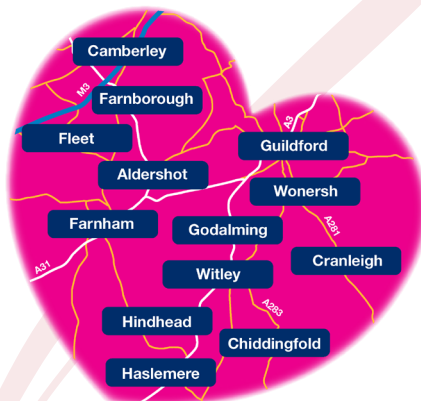 Camberley
M3
Farnborough
A3
Fleet
Guildford
Aldershot
Wonersh
Farnham
Godalming
A281
A31
Witley
Cranleigh
A283
Hindhead
Chiddingfold
Haslemere